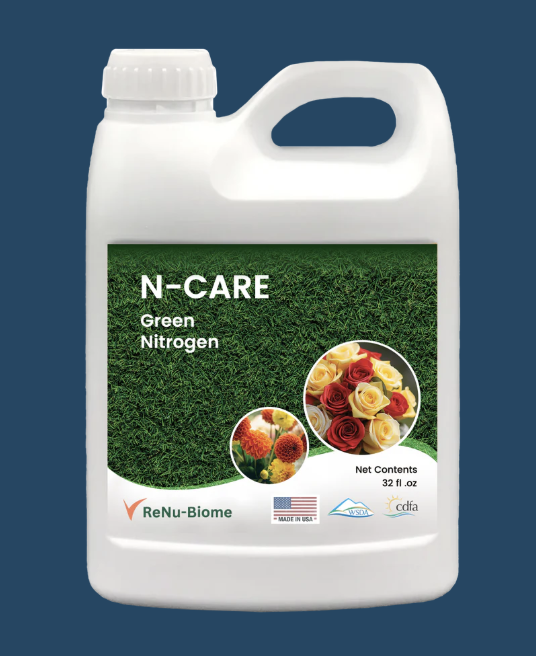 N-CARE
Green
Nitrogen
Net Contents
32 fl .oz
ReNu-Biome
MADE IN USA
WSDA
cdfa